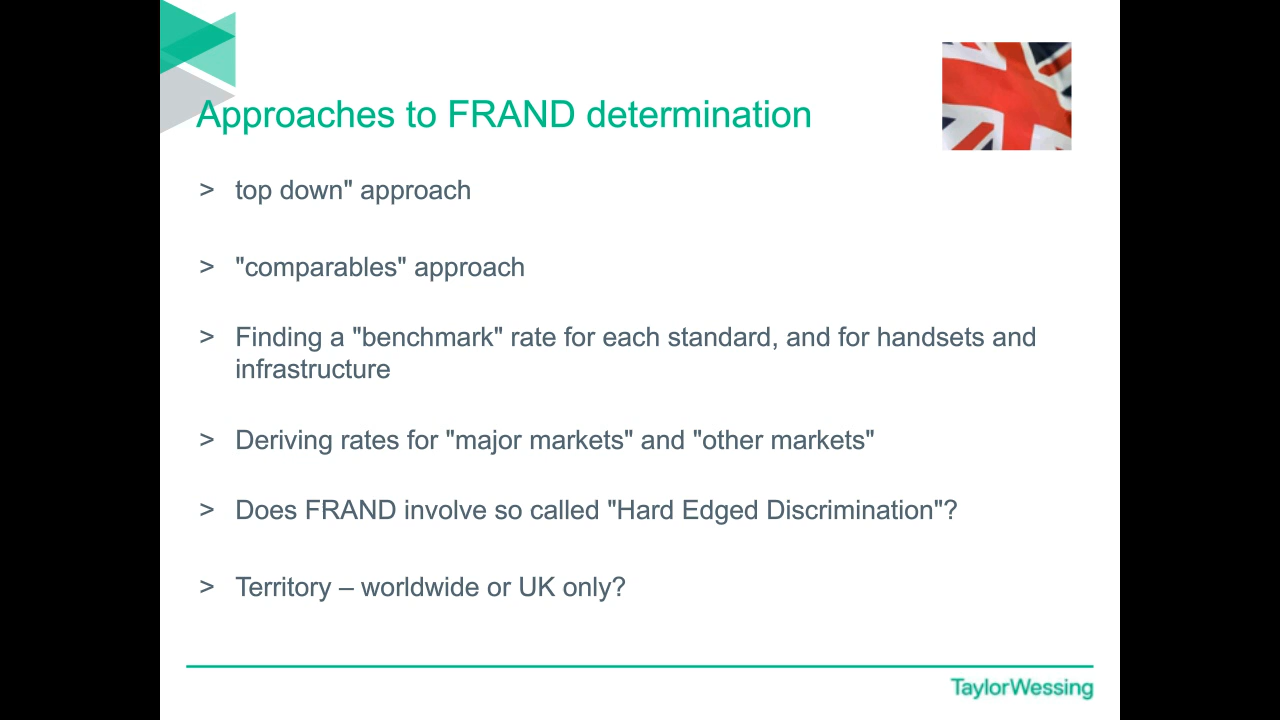 Approaches to FRAND determination
> top down" approach
> "comparables" approach
> Finding a "benchmark" rate for each standard, and for handsets and
infrastructure
> Deriving rates for "major markets" and "other markets"
> Does FRAND involve so called "Hard Edged Discrimination"?
> Territory – worldwide or UK only?
TaylorWessing